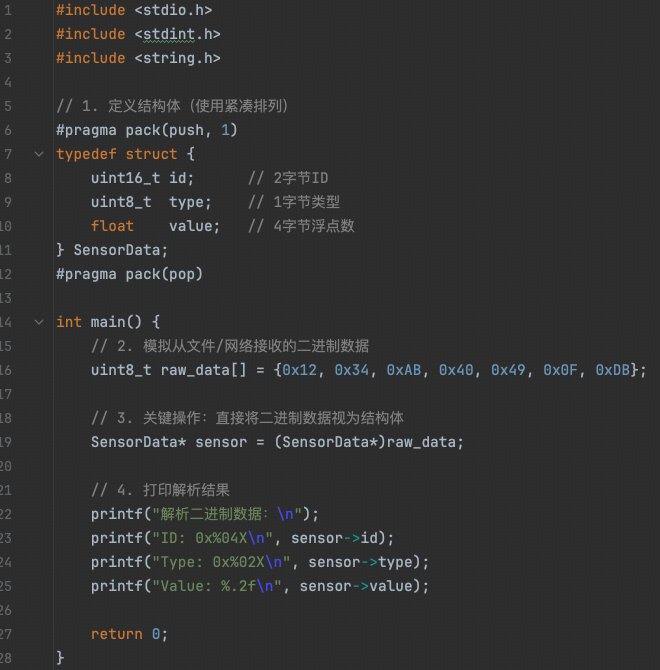 1 #include <stdio.h>
2 #include <stdint.h>
3 #include <string.h>
4
5 // 1. 定义结构体（使用紧凑排列）
6 #pragma pack(push, 1)
7 typedef struct {
8     uint16_t id;      // 2字节ID
9     uint8_t  type;    // 1字节类型
10     float    value;   // 4字节浮点数
11 } SensorData;
12 #pragma pack(pop)
13
14 int main() {
15     // 2. 模拟从文件/网络接收的二进制数据
16     uint8_t raw_data[] = {0x12, 0x34, 0xAB, 0x40, 0x49, 0x0F, 0xDB};
17
18     // 3. 关键操作：直接将二进制数据视为结构体
19     SensorData* sensor = (SensorData*)raw_data;
20
21     // 4. 打印解析结果
22     printf("解析二进制数据：\n");
23     printf("ID: 0x%04X\n", sensor->id);
24     printf("Type: 0x%02X\n", sensor->type);
25     printf("Value: %.2f\n", sensor->value);
26
27     return 0;
28 }